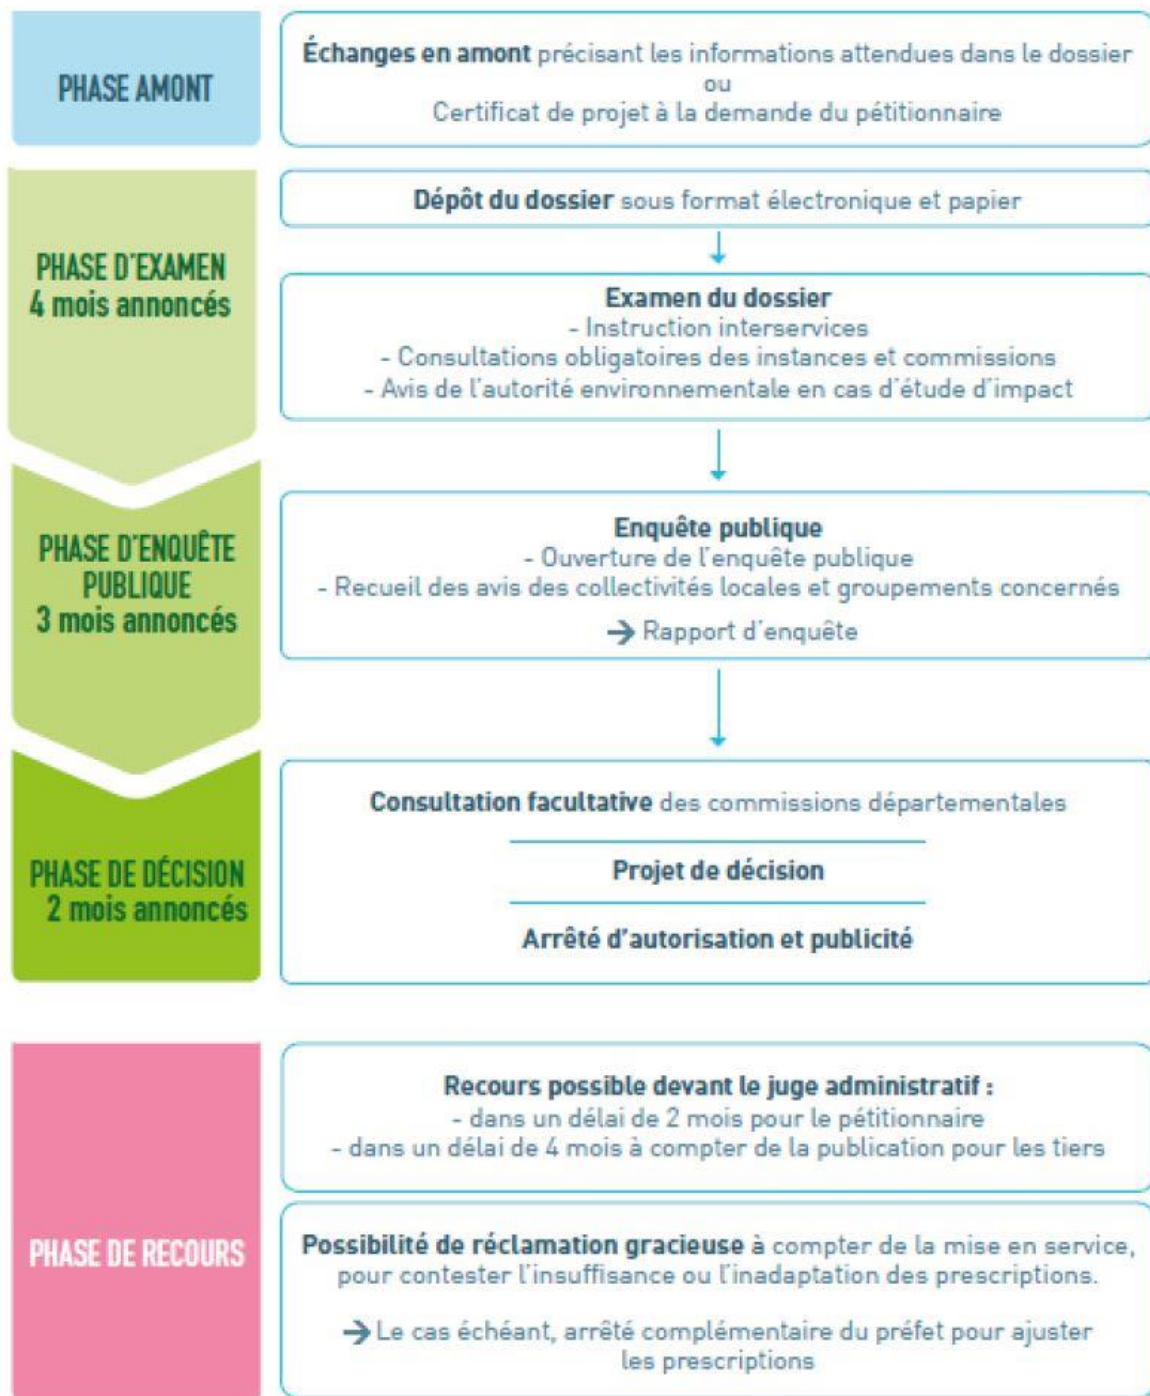 PHASE AMONT
Échanges en amont précisant les informations attendues dans le dossier
ou
Certificat de projet à la demande du pétitionnaire
PHASE D'EXAMEN
4 mois annoncés
Dépôt du dossier sous format électronique et papier
Examen du dossier
- Instruction interservices
- Consultations obligatoires des instances et commissions
- Avis de l'autorité environnementale en cas d'étude d'impact
PHASE D'ENQUÊTE
PUBLIQUE
3 mois annoncés
Enquête publique
- Ouverture de l'enquête publique
- Recueil des avis des collectivités locales et groupements concernés
→ Rapport d'enquête
PHASE DE DÉCISION
2 mois annoncés
Consultation facultative des commissions départementales
Projet de décision
Arrêté d'autorisation et publicité
PHASE DE RECOURS
Recours possible devant le juge administratif :
- dans un délai de 2 mois pour le pétitionnaire
- dans un délai de 4 mois à compter de la publication pour les tiers
Possibilité de réclamation gracieuse à compter de la mise en service,
pour contester l'insuffisance ou l'inadaptation des prescriptions.
→ Le cas échéant, arrêté complémentaire du préfet pour ajuster
les prescriptions